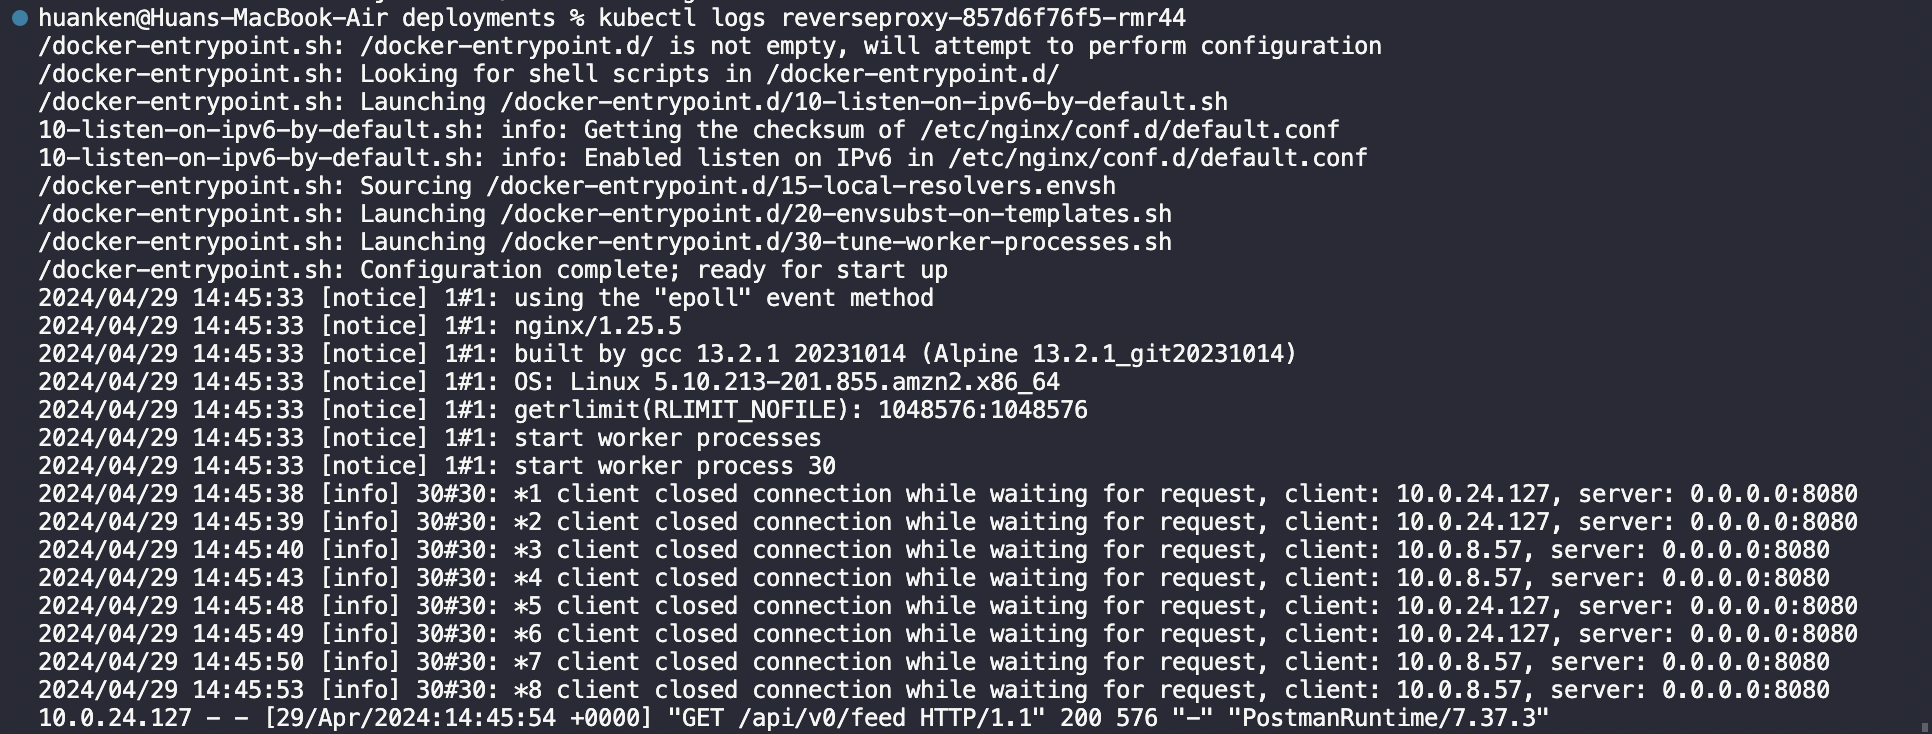 huanken@Huans-MacBook-Air deployments % kubectl logs reverseproxy-857d6f76f5-rmr44
/docker-entrypoint.sh: /docker-entrypoint.d/ is not empty, will attempt to perform configuration
/docker-entrypoint.sh: Looking for shell scripts in /docker-entrypoint.d/
/docker-entrypoint.sh: Launching /docker-entrypoint.d/10-listen-on-ipv6-by-default.sh
10-listen-on-ipv6-by-default.sh: info: Getting the checksum of /etc/nginx/conf.d/default.conf
10-listen-on-ipv6-by-default.sh: info: Enabled listen on IPv6 in /etc/nginx/conf.d/default.conf
/docker-entrypoint.sh: Sourcing /docker-entrypoint.d/15-local-resolvers.envsh
/docker-entrypoint.sh: Launching /docker-entrypoint.d/20-envsubst-on-templates.sh
/docker-entrypoint.sh: Launching /docker-entrypoint.d/30-tune-worker-processes.sh
/docker-entrypoint.sh: Configuration complete; ready for start up
2024/04/29 14:45:33 [notice] 1#1: using the "epoll" event method
2024/04/29 14:45:33 [notice] 1#1: nginx/1.25.5
2024/04/29 14:45:33 [notice] 1#1: built by gcc 13.2.1 20231014 (Alpine 13.2.1_git20231014)
2024/04/29 14:45:33 [notice] 1#1: OS: Linux 5.10.213-201.855.amzn2.x86_64
2024/04/29 14:45:33 [notice] 1#1: getrlimit(RLIMIT_NOFILE): 1048576:1048576
2024/04/29 14:45:33 [notice] 1#1: start worker processes
2024/04/29 14:45:33 [notice] 1#1: start worker process 30
2024/04/29 14:45:38 [info] 30#30: *1 client closed connection while waiting for request, client: 10.0.24.127, server: 0.0.0.0:8080
2024/04/29 14:45:39 [info] 30#30: *2 client closed connection while waiting for request, client: 10.0.24.127, server: 0.0.0.0:8080
2024/04/29 14:45:40 [info] 30#30: *3 client closed connection while waiting for request, client: 10.0.8.57, server: 0.0.0.0:8080
2024/04/29 14:45:43 [info] 30#30: *4 client closed connection while waiting for request, client: 10.0.8.57, server: 0.0.0.0:8080
2024/04/29 14:45:48 [info] 30#30: *5 client closed connection while waiting for request, client: 10.0.24.127, server: 0.0.0.0:8080
2024/04/29 14:45:49 [info] 30#30: *6 client closed connection while waiting for request, client: 10.0.24.127, server: 0.0.0.0:8080
2024/04/29 14:45:50 [info] 30#30: *7 client closed connection while waiting for request, client: 10.0.8.57, server: 0.0.0.0:8080
2024/04/29 14:45:53 [info] 30#30: *8 client closed connection while waiting for request, client: 10.0.8.57, server: 0.0.0.0:8080
10.0.24.127 - - [29/Apr/2024:14:45:54 +0000] "GET /api/v0/feed HTTP/1.1" 200 576 "-" "PostmanRuntime/7.37.3"